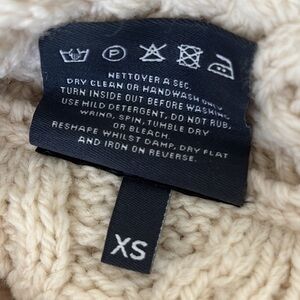 P
NETTOYER A SEC.
DRY CLEAN OR HANDWASH ONLY
TURN INSIDE OUT BEFORE WASHING
USE MILD DETERGENT, DO NOT RUB,
WRING, SPIN, TUMBLE DRY
OR BLEACH.
RESHAPE WHILST DAMP, DRY FLAT
AND IRON ON REVERSE.
XS